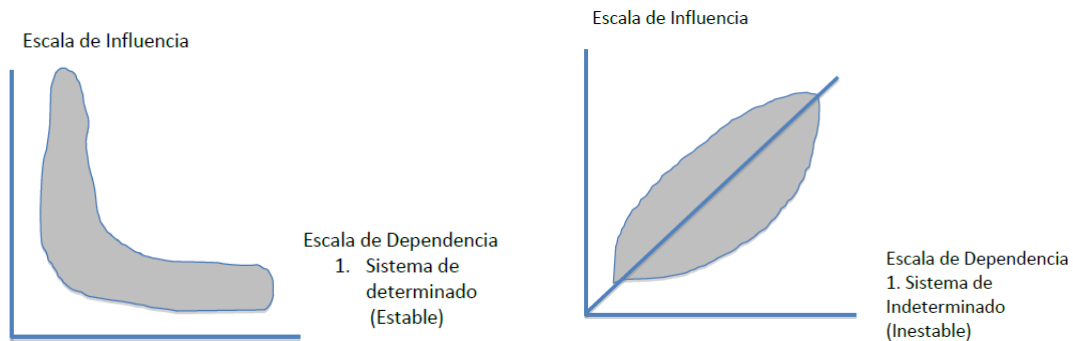 Escala de Influencia
Escala de Dependencia
1. Sistema de
determinado
(Estable)
Escala de Influencia
Escala de Dependencia
1. Sistema de
Indeterminado
(Inestable)